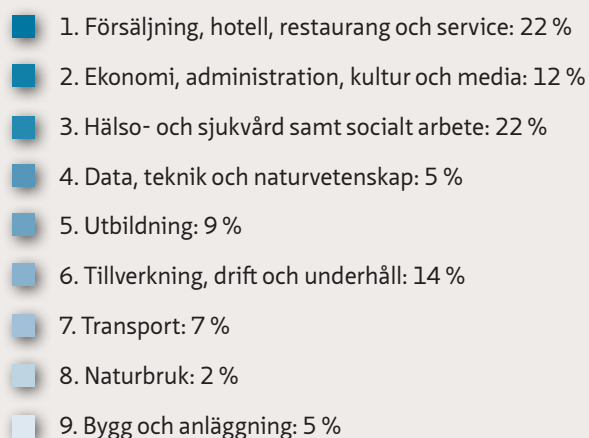 1. Försäljning, hotell, restaurang och service: 22 %
2. Ekonomi, administration, kultur och media: 12 %
3. Hälso- och sjukvård samt socialt arbete: 22 %
4. Data, teknik och naturvetenskap: 5 %
5. Utbildning: 9 %
6. Tillverkning, drift och underhåll: 14 %
7. Transport: 7 %
8. Naturbruk: 2 %
9. Bygg och anläggning: 5 %